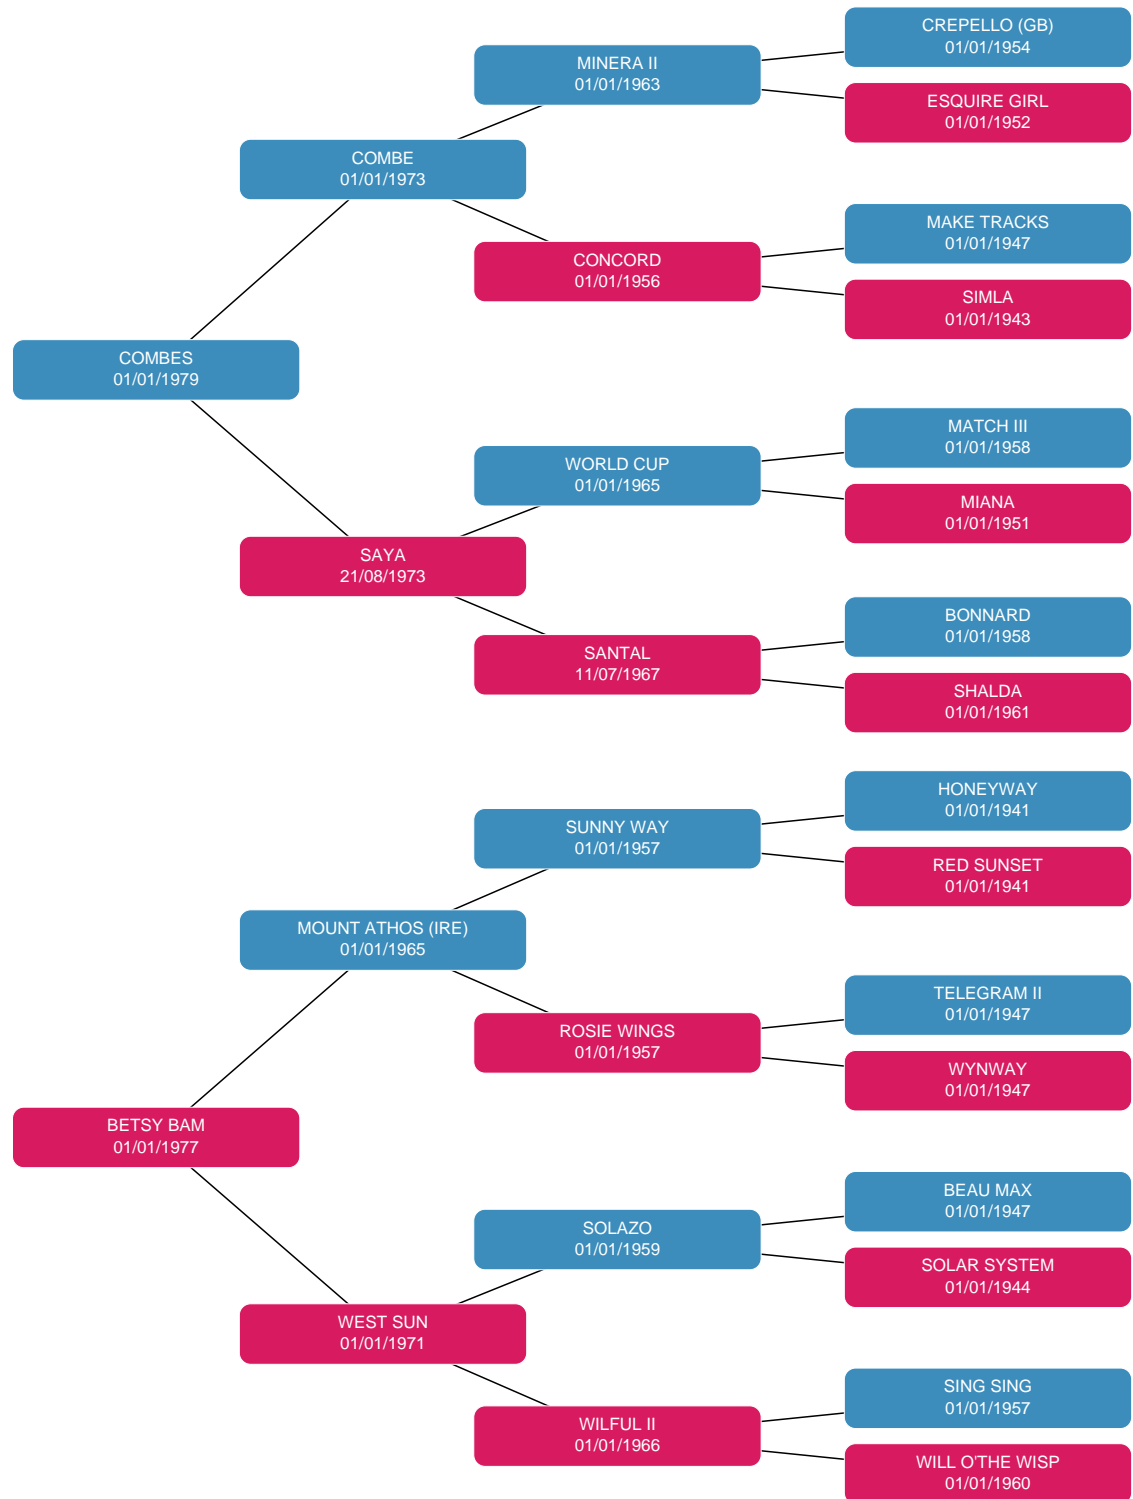 CREPELLO (GB)
01/01/1954
MINERA II
01/01/1963
ESQUIRE GIRL
01/01/1952
COMBE
01/01/1973
MAKE TRACKS
01/01/1947
CONCORD
01/01/1956
SIMLA
01/01/1943
COMBES
01/01/1979
MATCH III
01/01/1958
WORLD CUP
01/01/1965
MIANA
01/01/1951
SAYA
21/08/1973
BONNARD
01/01/1958
SANTAL
11/07/1967
SHALDA
01/01/1961
HONEYWAY
01/01/1941
SUNNY WAY
01/01/1957
RED SUNSET
01/01/1941
MOUNT ATHOS (IRE)
01/01/1965
TELEGRAM II
01/01/1947
ROSIE WINGS
01/01/1957
WYNWAY
01/01/1947
BETSY BAM
01/01/1977
BEAU MAX
01/01/1947
SOLAZO
01/01/1959
SOLAR SYSTEM
01/01/1944
WEST SUN
01/01/1971
SING SING
01/01/1957
WILFUL II
01/01/1966
WILL O'THE WISP
01/01/1960